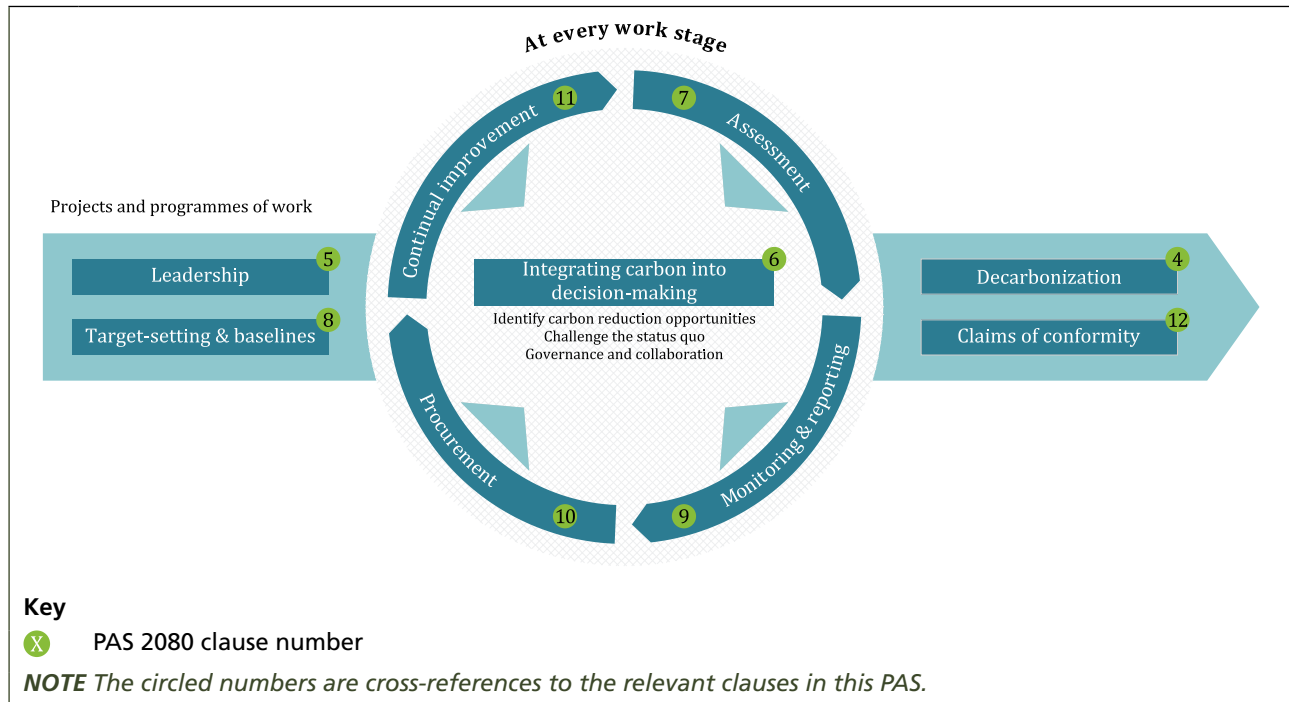 At every work stage
11
Continual improvement
7
Assessment
Projects and programmes of work
5
Leadership
8
Target-setting & baselines
6
Integrating carbon into
decision-making
Identify carbon reduction opportunities
Challenge the status quo
Governance and collaboration
4
Decarbonization
12
Claims of conformity
Procurement
10
Monitoring & reporting
9
Key
X PAS 2080 clause number
NOTE The circled numbers are cross-references to the relevant clauses in this PAS.